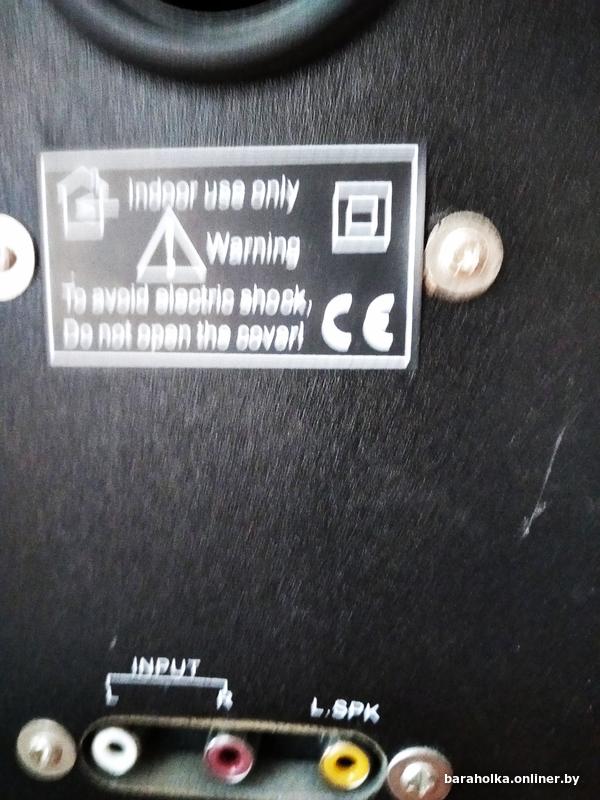 Indoor use only
Warning
To avoid electric shock,
Do not open the cover!
CE
INPUT
L R L.SPK
baraholka.onliner.by